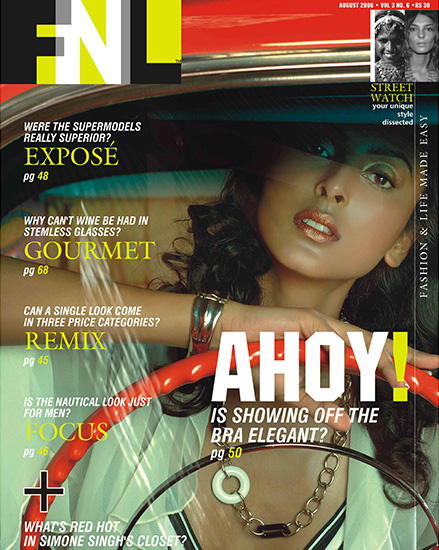 AUGUST 2006 • VOL 3 NO. 6 • RS 30
FNL
TM
STREET
WATCH
your unique
style
dissected
FASHION & LIFE MADE EASY
WERE THE SUPERMODELS
REALLY SUPERIOR?
EXPOSÉ
pg 48
WHY CAN'T WINE BE HAD IN
STEMLESS GLASSES?
GOURMET
pg 68
CAN A SINGLE LOOK COME
IN THREE PRICE CATEGORIES?
REMIX
pg 45
IS THE NAUTICAL LOOK JUST
FOR MEN?
FOCUS
pg 46
AHOY!
IS SHOWING OFF THE
BRA ELEGANT?
pg 50
+
WHAT'S RED HOT
IN SIMONE SINGH'S CLOSET?